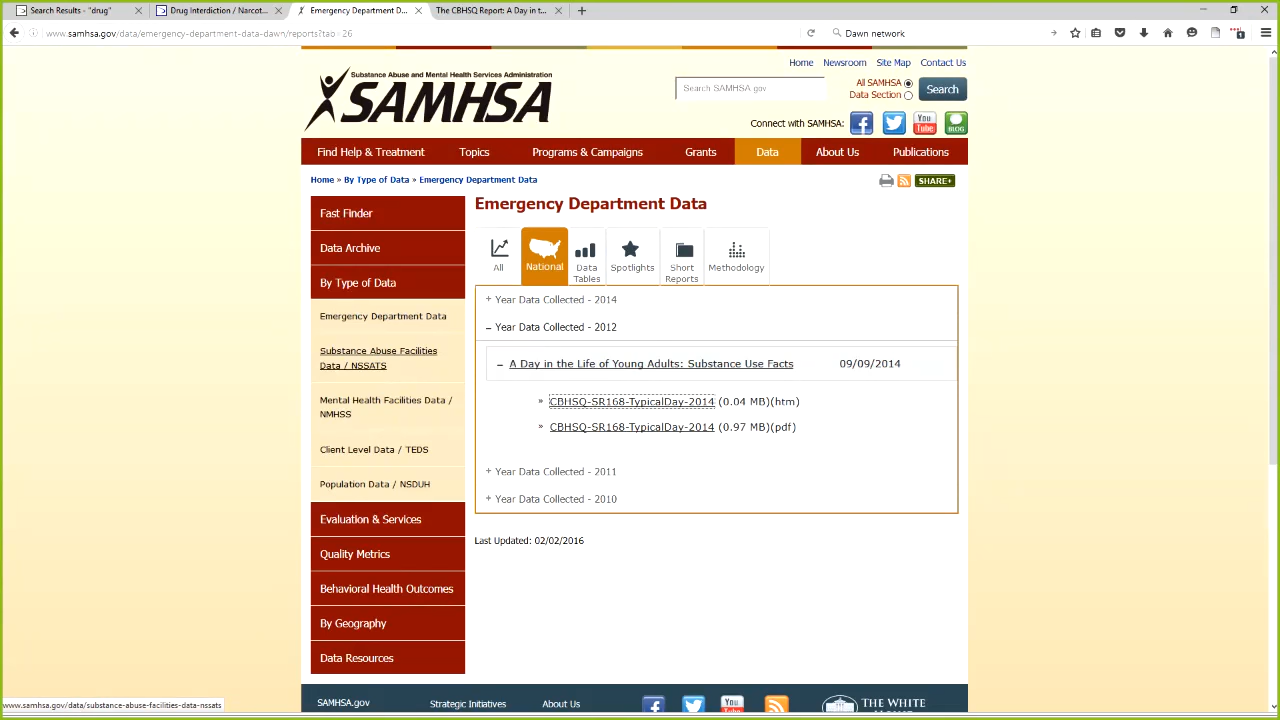 Search Results - "drug"
Drug Interdiction / Narcot...
Emergency Department D...
The CBHSQ Report: A Day in t...
www.samhsa.gov/data/emergency-department-data-dawn/reports?tab=26
Dawn network
Home Newsroom Site Map Contact Us
Substance Abuse and Mental Health Services Administration
SAMHSA
Search SAMHSA.gov
All SAMHSA
Data Section
Search
Connect with SAMHSA:
You Tube
BLOG
Find Help & Treatment Topics Programs & Campaigns Grants Data About Us Publications
Home » By Type of Data » Emergency Department Data
SHARE+
Fast Finder
Data Archive
By Type of Data
Emergency Department Data
Substance Abuse Facilities
Data / NSSATS
Mental Health Facilities Data /
NMHSS
Client Level Data / TEDS
Population Data / NSDUH
Evaluation & Services
Quality Metrics
Behavioral Health Outcomes
By Geography
Data Resources
Emergency Department Data
All
National
Data
Tables
Spotlights
Short
Reports
Methodology
+ Year Data Collected - 2014
– Year Data Collected - 2012
– A Day in the Life of Young Adults: Substance Use Facts 09/09/2014
» CBHSQ-SR168-TypicalDay-2014 (0.04 MB)(htm)
» CBHSQ-SR168-TypicalDay-2014 (0.97 MB)(pdf)
+ Year Data Collected - 2011
+ Year Data Collected - 2010
Last Updated: 02/02/2016
SAMHSA.gov
Strategic Initiatives
About Us
You
THE WHITE
www.samhsa.gov/data/substance-abuse-facilities-data-nssats